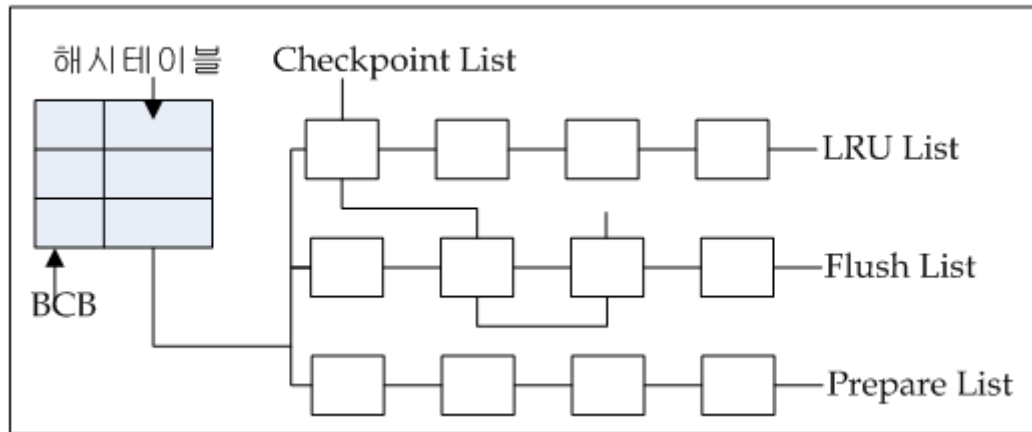 해시테이블
Checkpoint List
LRU List
Flush List
BCB
Prepare List